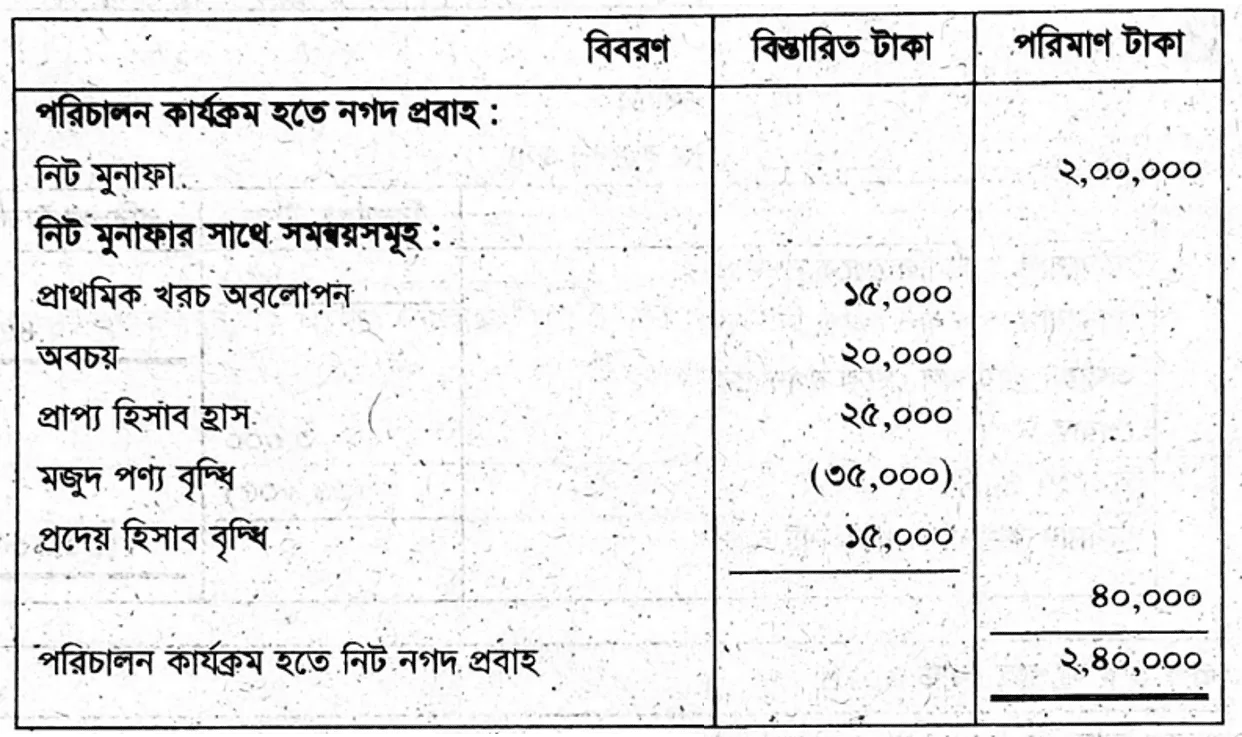 বিবরণ বিস্তারিত টাকা পরিমাণ টাকা
পরিচালন কার্যক্রম হতে নগদ প্রবাহ :
নিট মুনাফা ২,০০,০০০
নিট মুনাফার সাথে সমন্বয়সমূহ :
প্রাথমিক খরচ অবলোপন ১৫,০০০
অবচয় ২০,০০০
প্রাপ্য হিসাব হ্রাস ২৫,০০০
মজুদ পণ্য বৃদ্ধি (৩৫,০০০)
প্রদেয় হিসাব বৃদ্ধি ১৫,০০০
৪০,০০০
পরিচালন কার্যক্রম হতে নিট নগদ প্রবাহ ২,৪০,০০০